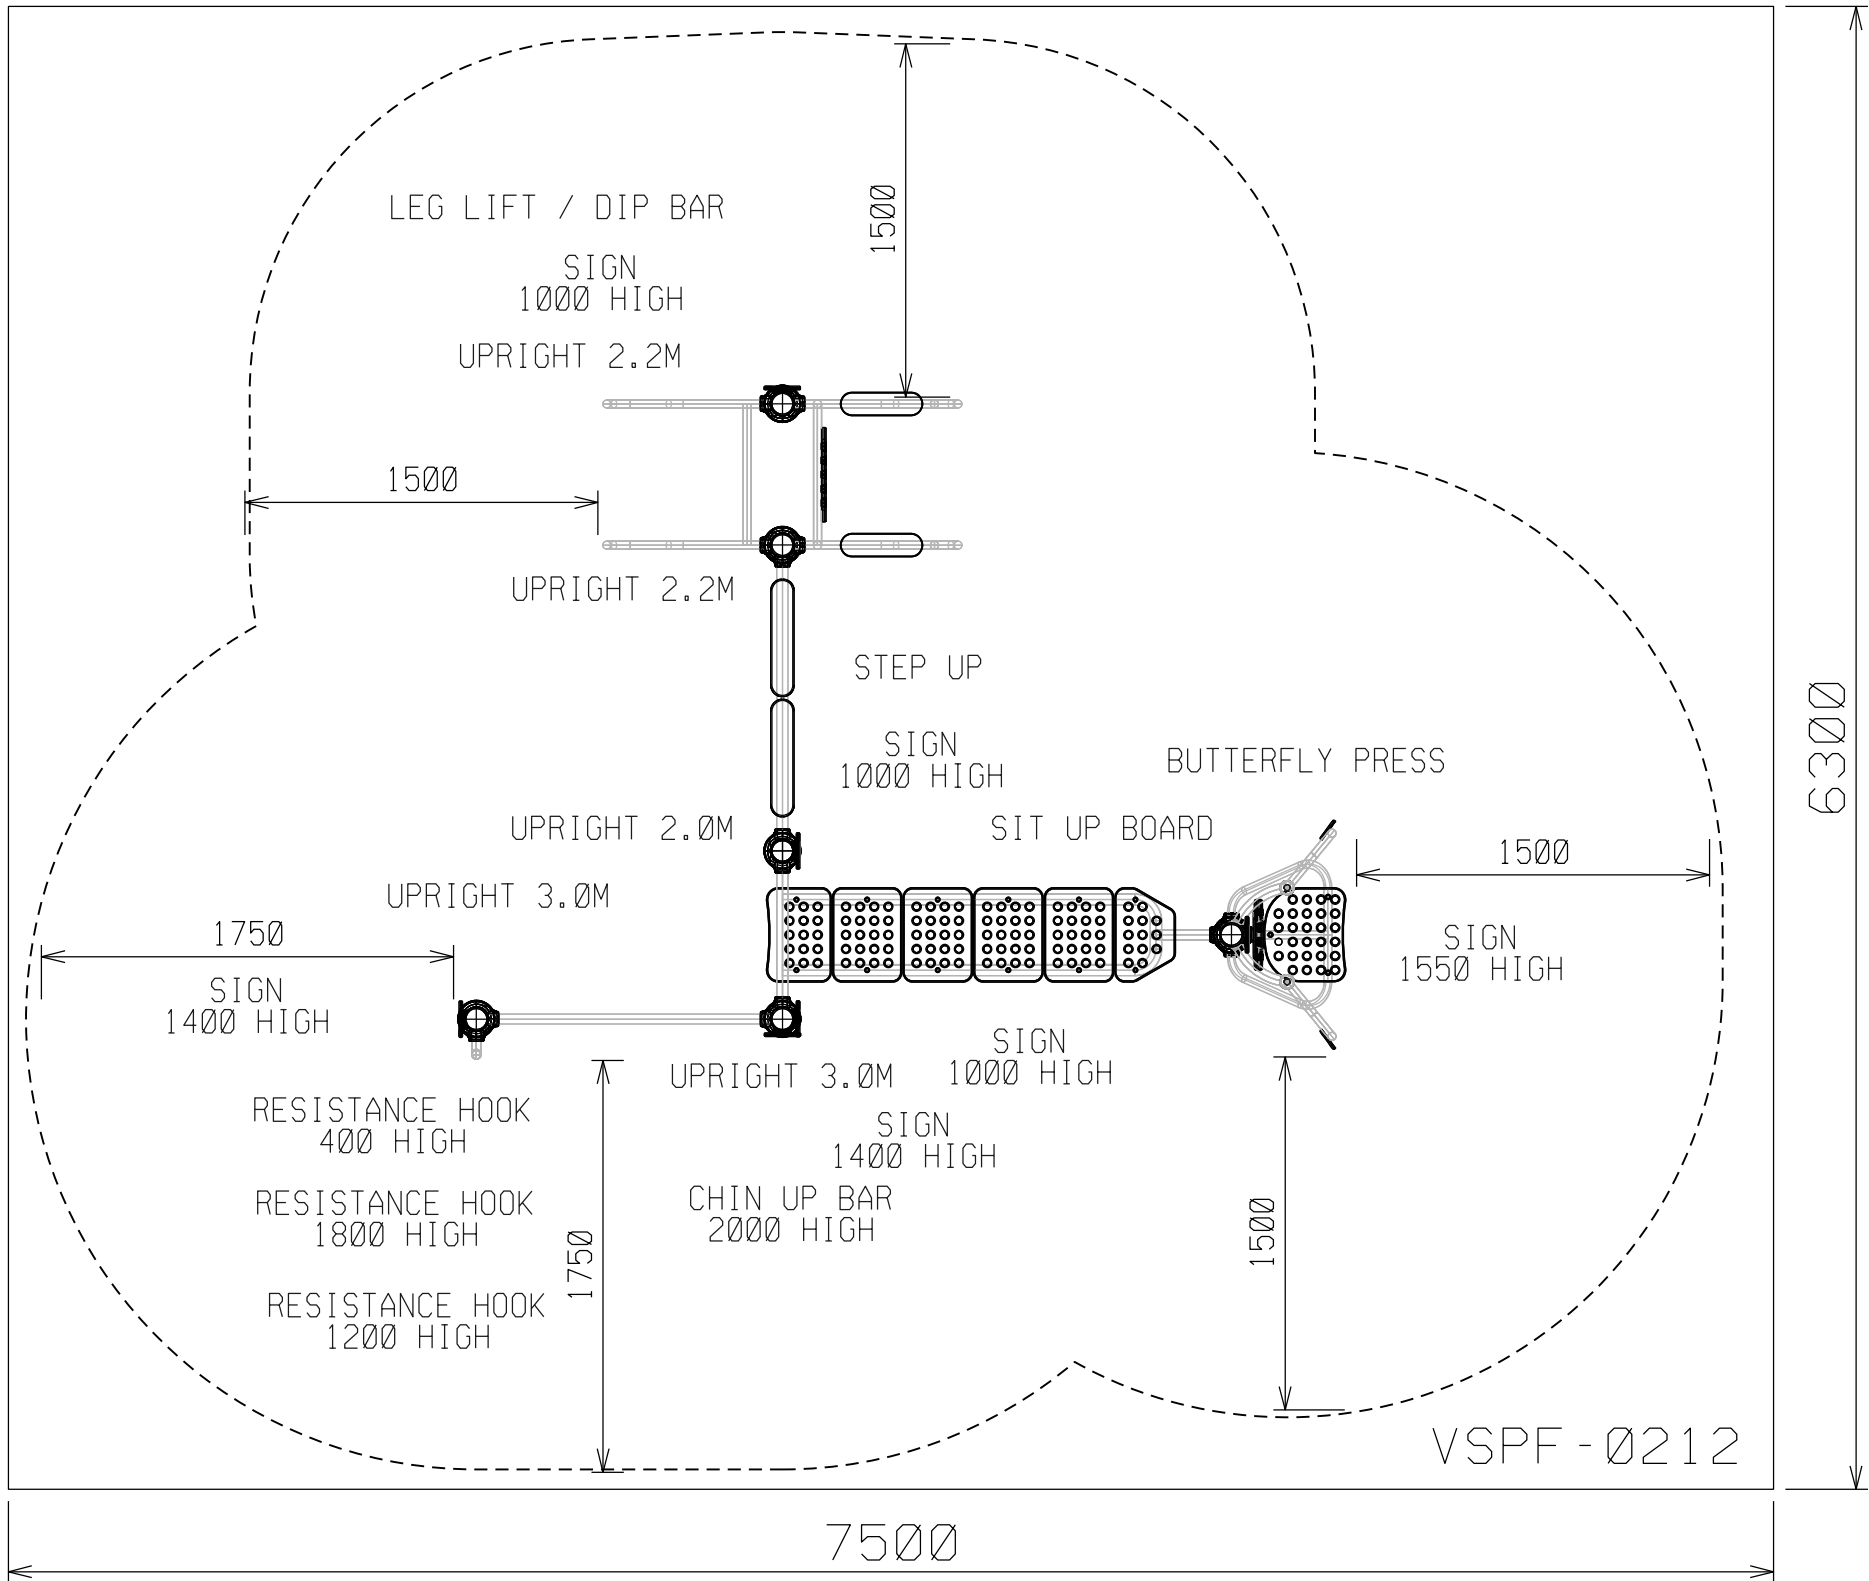 1500
LEG LIFT / DIP BAR
SIGN
1000 HIGH
UPRIGHT 2.2M
1500
UPRIGHT 2.2M
STEP UP
SIGN
1000 HIGH
BUTTERFLY PRESS
6300
UPRIGHT 2.0M
SIT UP BOARD
1500
UPRIGHT 3.0M
1750
SIGN
1550 HIGH
SIGN
1400 HIGH
SIGN
1000 HIGH
UPRIGHT 3.0M
RESISTANCE HOOK
400 HIGH
SIGN
1400 HIGH
RESISTANCE HOOK
1800 HIGH
CHIN UP BAR
2000 HIGH
1750
1500
RESISTANCE HOOK
1200 HIGH
VSPF-0212
7500